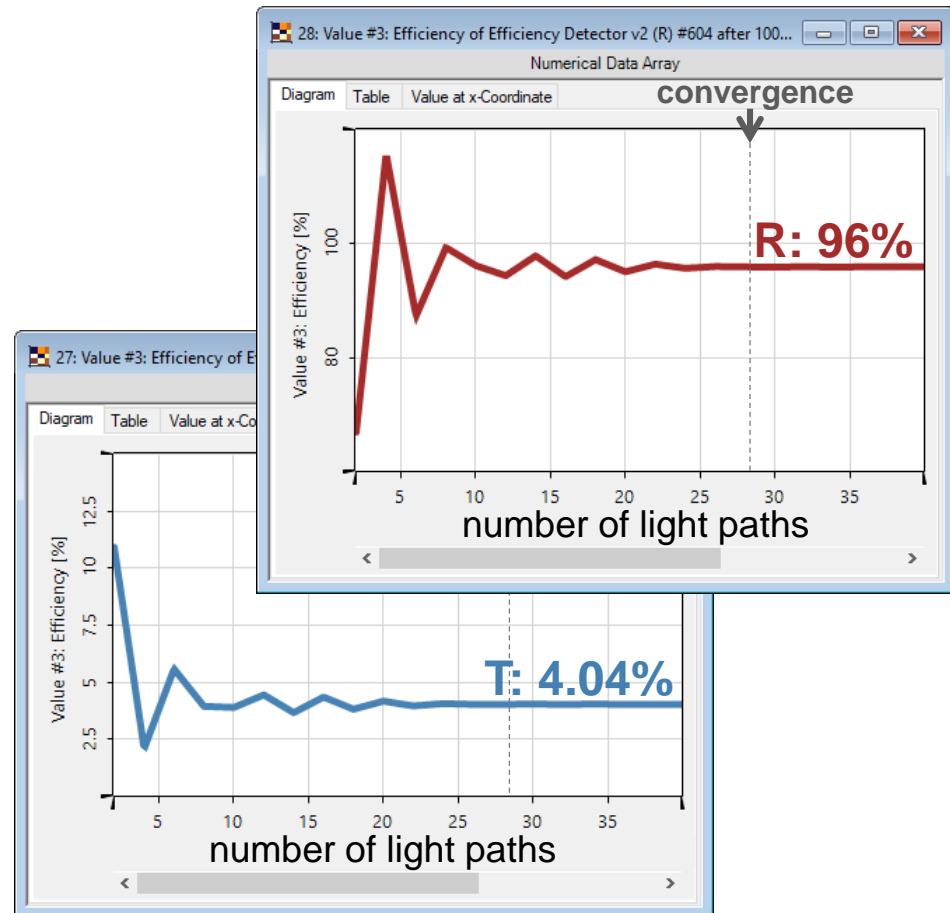 28: Value #3: Efficiency of Efficiency Detector v2 (R) #604 after 100...
Numerical Data Array
Diagram Table Value at x-Coordinate
convergence
Value #3: Efficiency [%]
100
80
R: 96%
5 10 15 20 25 30 35
number of light paths
27: Value #3: Efficiency of E
Diagram Table Value at x-Co
Value #3: Efficiency [%]
12.5
10
7.5
5
2.5
T: 4.04%
5 10 15 20 25 30 35
number of light paths